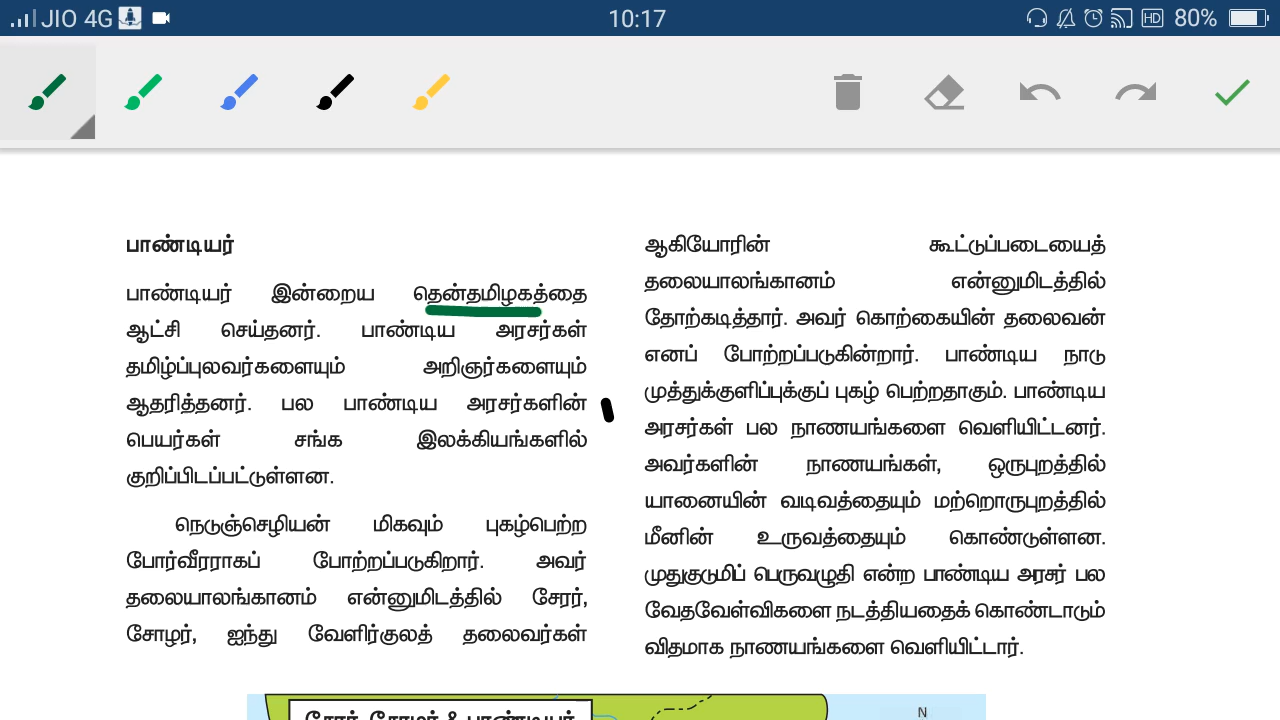 JIO 4G
10:17
HD 80%
பாண்டியர்
பாண்டியர் இன்றைய தென்தமிழகத்தை
ஆட்சி செய்தனர். பாண்டிய அரசர்கள்
தமிழ்ப்புலவர்களையும் அறிஞர்களையும்
ஆதரித்தனர். பல பாண்டிய அரசர்களின்
பெயர்கள் சங்க இலக்கியங்களில்
குறிப்பிடப்பட்டுள்ளன.
நெடுஞ்செழியன் மிகவும் புகழ்பெற்ற
போர்வீரராகப் போற்றப்படுகிறார். அவர்
தலையாலங்கானம் என்னுமிடத்தில் சேரர்,
சோழர், ஐந்து வேளிர்குலத் தலைவர்கள்
ஆகியோரின் கூட்டுப்படையைத்
தலையாலங்கானம் என்னுமிடத்தில்
தோற்கடித்தார். அவர் கொற்கையின் தலைவன்
எனப் போற்றப்படுகின்றார். பாண்டிய நாடு
முத்துக்குளிப்புக்குப் புகழ் பெற்றதாகும். பாண்டிய
அரசர்கள் பல நாணயங்களை வெளியிட்டனர்.
அவர்களின் நாணயங்கள், ஒருபுறத்தில்
யானையின் வடிவத்தையும் மற்றொருபுறத்தில்
மீனின் உருவத்தையும் கொண்டுள்ளன.
முதுகுடுமிப் பெருவழுதி என்ற பாண்டிய அரசர் பல
வேதவேள்விகளை நடத்தியதைக் கொண்டாடும்
விதமாக நாணயங்களை வெளியிட்டார்.
சேரர், சோழர் & பாண்டியர்
N